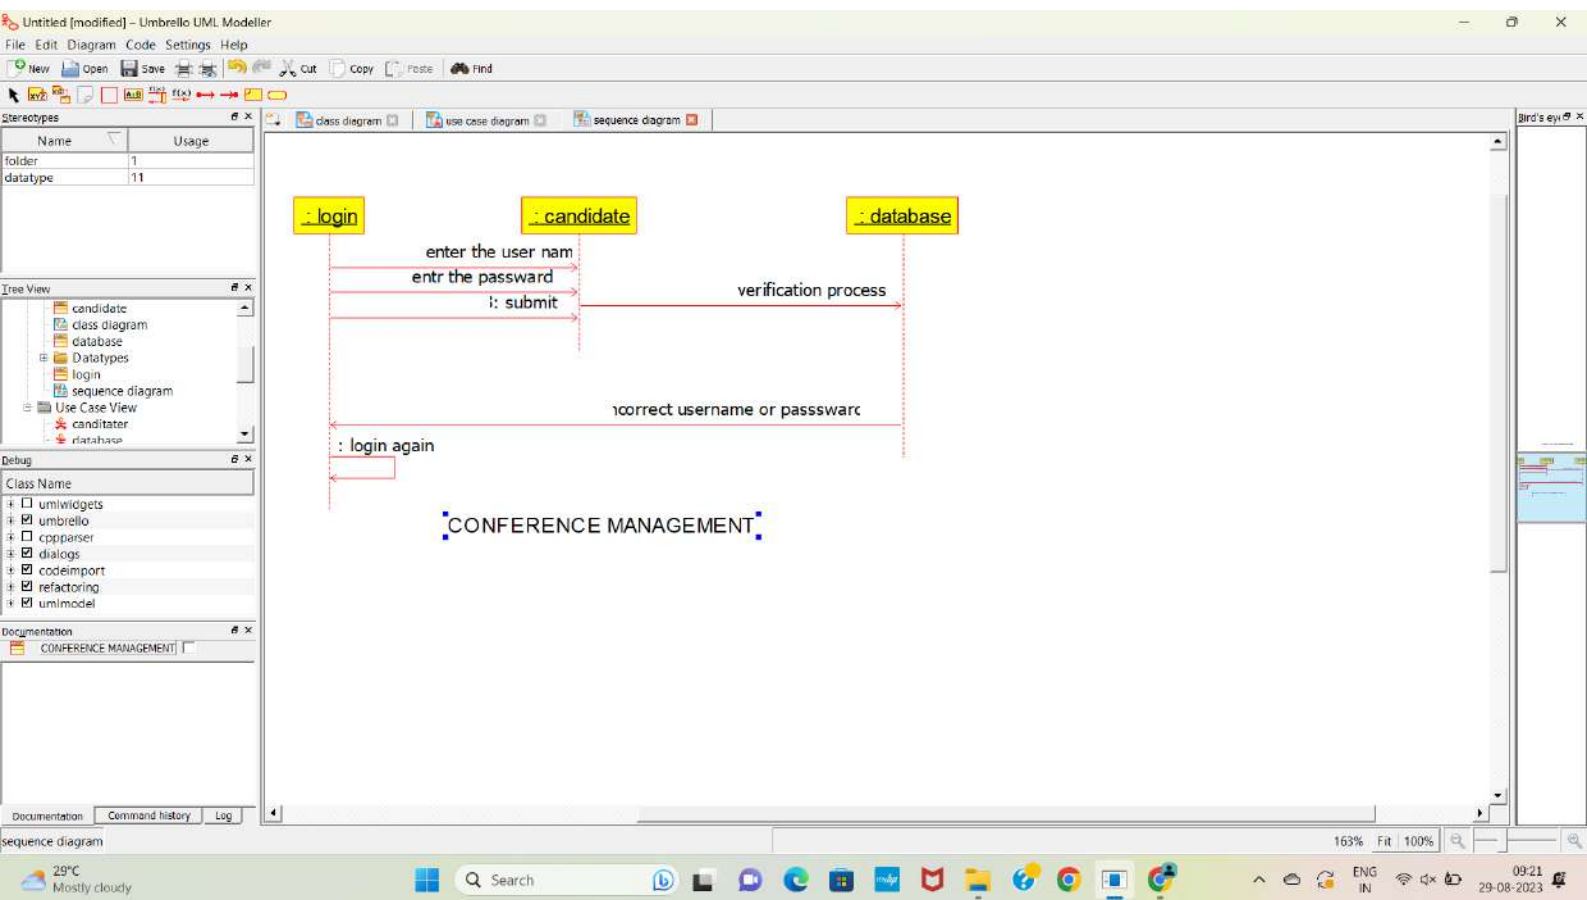 Untitled [modified] – Umbrello UML Modeller
File Edit Diagram Code Settings Help
New Open Save Cut Copy Paste Find
Stereotypes
class diagram use case diagram sequence diagram
Bird's eye
Name Usage
folder 1
datatype 11
: login : candidate : database
enter the user nam
entr the passward
verification process
: submit
Tree View
candidate
class diagram
database
Datatypes
login
sequence diagram
Use Case View
canditater
database
ncorrect username or passsward
: login again
CONFERENCE MANAGEMENT
Debug
Class Name
umlwidgets
umbrello
cppparser
dialogs
codeimport
refactoring
umlmodel
Documentation
CONFERENCE MANAGEMENT
Documentation Command history Log
sequence diagram
163% Fit 100%
29°C
Mostly cloudy
Search
ENG
IN
09:21
29-08-2023